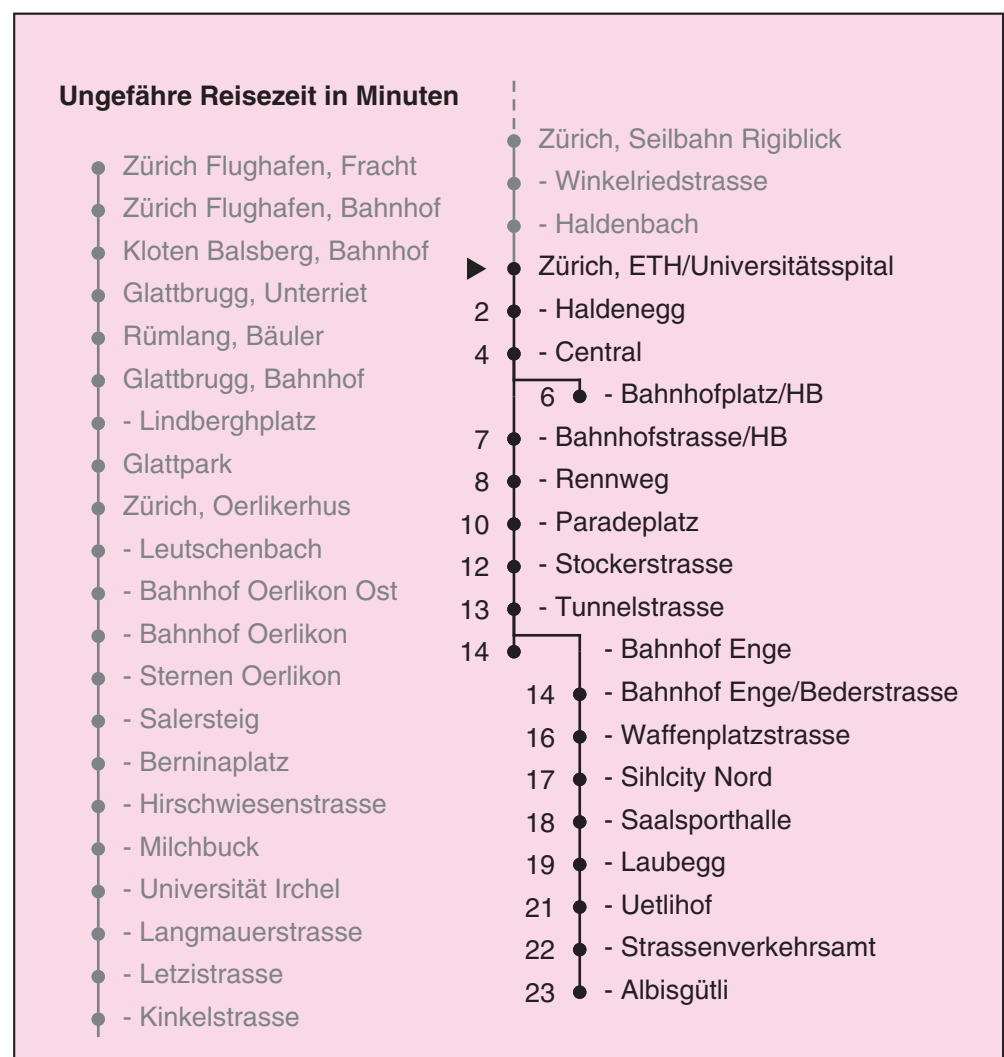 Ungefähre Reisezeit in Minuten
Zürich Flughafen, Fracht
Zürich Flughafen, Bahnhof
Kloten Balsberg, Bahnhof
Glattbrugg, Unterriet
Rümlang, Bäuler
Glattbrugg, Bahnhof
- Lindberghplatz
Glattpark
Zürich, Oerlikerhus
- Leutschenbach
- Bahnhof Oerlikon Ost
- Bahnhof Oerlikon
- Sternen Oerlikon
- Salersteig
- Berninaplatz
- Hirschwiesenstrasse
- Milchbuck
- Universität Irchel
- Langmauerstrasse
- Letzistrasse
- Kinkelstrasse
Zürich, Seilbahn Rigiblick
- Winkelriedstrasse
- Haldenbach
Zürich, ETH/Universitätsspital
2 - Haldenegg
4 - Central
6 - Bahnhofplatz/HB
7 - Bahnhofstrasse/HB
8 - Rennweg
10 - Paradeplatz
12 - Stockerstrasse
13 - Tunnelstrasse
14 - Bahnhof Enge
14 - Bahnhof Enge/Bederstrasse
16 - Waffenplatzstrasse
17 - Sihlcity Nord
18 - Saalsporthalle
19 - Laubegg
21 - Uetlihof
22 - Strassenverkehrsamt
23 - Albisgütli